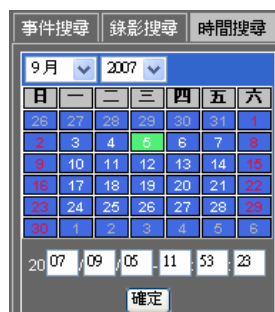 事件搜尋 錄影搜尋 時間搜尋
9月 2007
日 一 二 三 四 五 六
26 27 28 29 30 31 1
2 3 4 5 6 7 8
9 10 11 12 13 14 15
16 17 18 19 20 21 22
23 24 25 26 27 28 29
30 1 2 3 4 5 6
20 07 / 09 / 05 - 11 : 53 : 23
確定